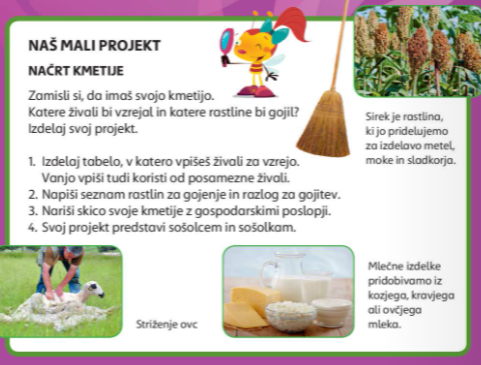 NAŠ MALI PROJEKT
NAČRT KMETIJE
Zamisli si, da imaš svojo kmetijo.
Katere živali bi vzrejal in katere rastline bi gojil?
Izdelaj svoj projekt.
1. Izdelaj tabelo, v katero vpišeš živali za vzrejo.
Vanjo vpiši tudi koristi od posamezne živali.
2. Napiši seznam rastlin za gojenje in razlog za gojitev.
3. Nariši skico svoje kmetije z gospodarskimi poslopji.
4. Svoj projekt predstavi sošolcem in sošolkam.
Sirek je rastlina,
ki jo pridelujemo
za izdelavo metel,
moke in sladkorja.
Striženje ovc
Mlečne izdelke
pridobivamo iz
kozjega, kravjega
ali ovčjega
mleka.